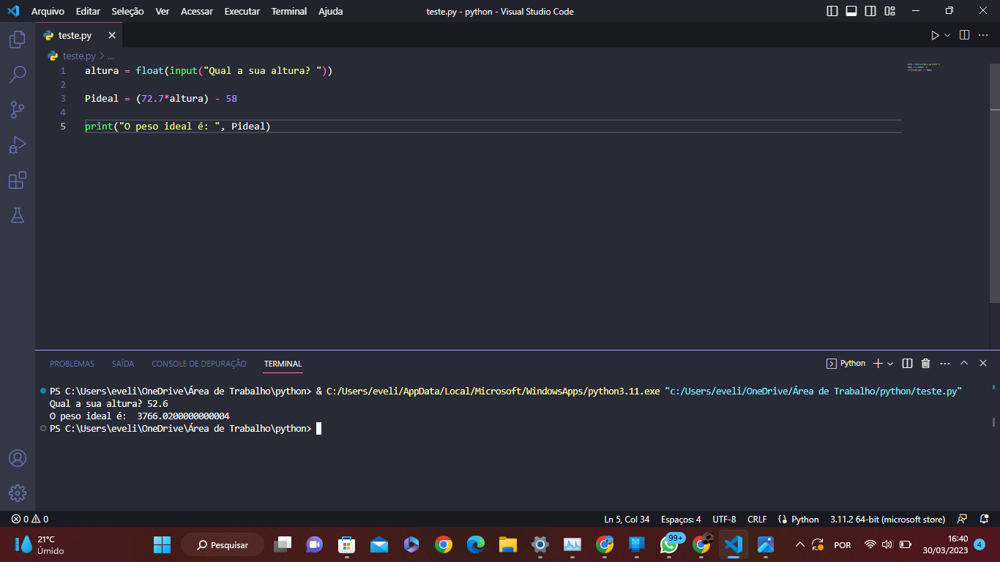 Arquivo Editar Seleção Ver Acessar Executar Terminal Ajuda teste.py - python - Visual Studio Code
teste.py
teste.py > ...
1 altura = float(input("Qual a sua altura? "))
2
3 Pideal = (72.7*altura) - 58
4
5 print("O peso ideal é: ", Pideal)
PROBLEMAS SAÍDA CONSOLE DE DEPURAÇÃO TERMINAL Python
PS C:\Users\eveli\OneDrive\Área de Trabalho\python> & C:/Users/eveli/AppData/Local/Microsoft/WindowsApps/python3.11.exe "c:/Users/eveli/OneDrive/Área de Trabalho/python/teste.py"
Qual a sua altura? 52.6
O peso ideal é:  3766.0200000000004
PS C:\Users\eveli\OneDrive\Área de Trabalho\python>
0 0 Ln 5, Col 34 Espaços: 4 UTF-8 CRLF Python 3.11.2 64-bit (microsoft store)
21°C
Úmido
Pesquisar
99+
POR
16:40
30/03/2023
4